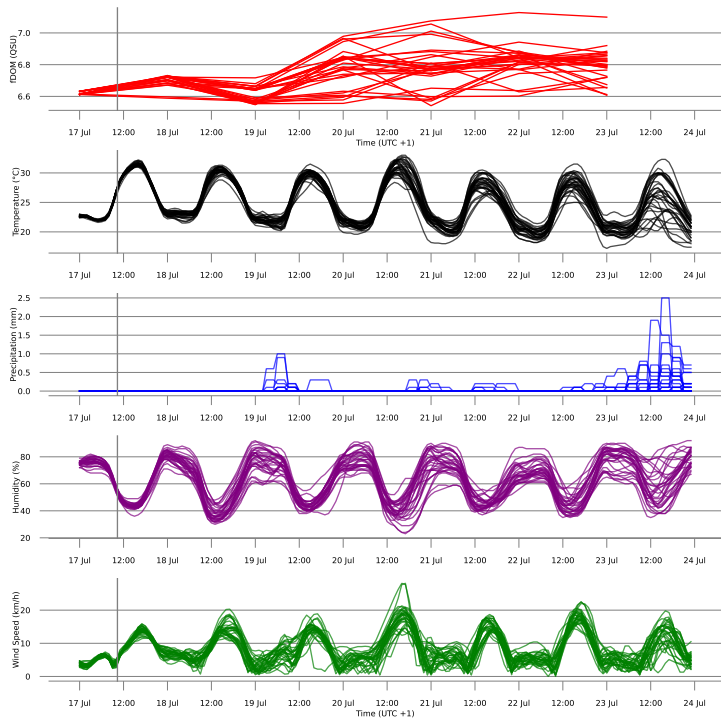 7.0
6.8
6.6
fDOM (QSU)
17 Jul 12:00 18 Jul 12:00 19 Jul 12:00 20 Jul 12:00 21 Jul 12:00 22 Jul 12:00 23 Jul 12:00 24 Jul
Time (UTC +1)
30
25
20
Temperature (°C)
17 Jul 12:00 18 Jul 12:00 19 Jul 12:00 20 Jul 12:00 21 Jul 12:00 22 Jul 12:00 23 Jul 12:00 24 Jul
2.5
2.0
1.5
1.0
0.5
0.0
Precipitation (mm)
17 Jul 12:00 18 Jul 12:00 19 Jul 12:00 20 Jul 12:00 21 Jul 12:00 22 Jul 12:00 23 Jul 12:00 24 Jul
80
60
40
20
Humidity (%)
17 Jul 12:00 18 Jul 12:00 19 Jul 12:00 20 Jul 12:00 21 Jul 12:00 22 Jul 12:00 23 Jul 12:00 24 Jul
20
10
0
Wind Speed (km/h)
17 Jul 12:00 18 Jul 12:00 19 Jul 12:00 20 Jul 12:00 21 Jul 12:00 22 Jul 12:00 23 Jul 12:00 24 Jul
Time (UTC +1)